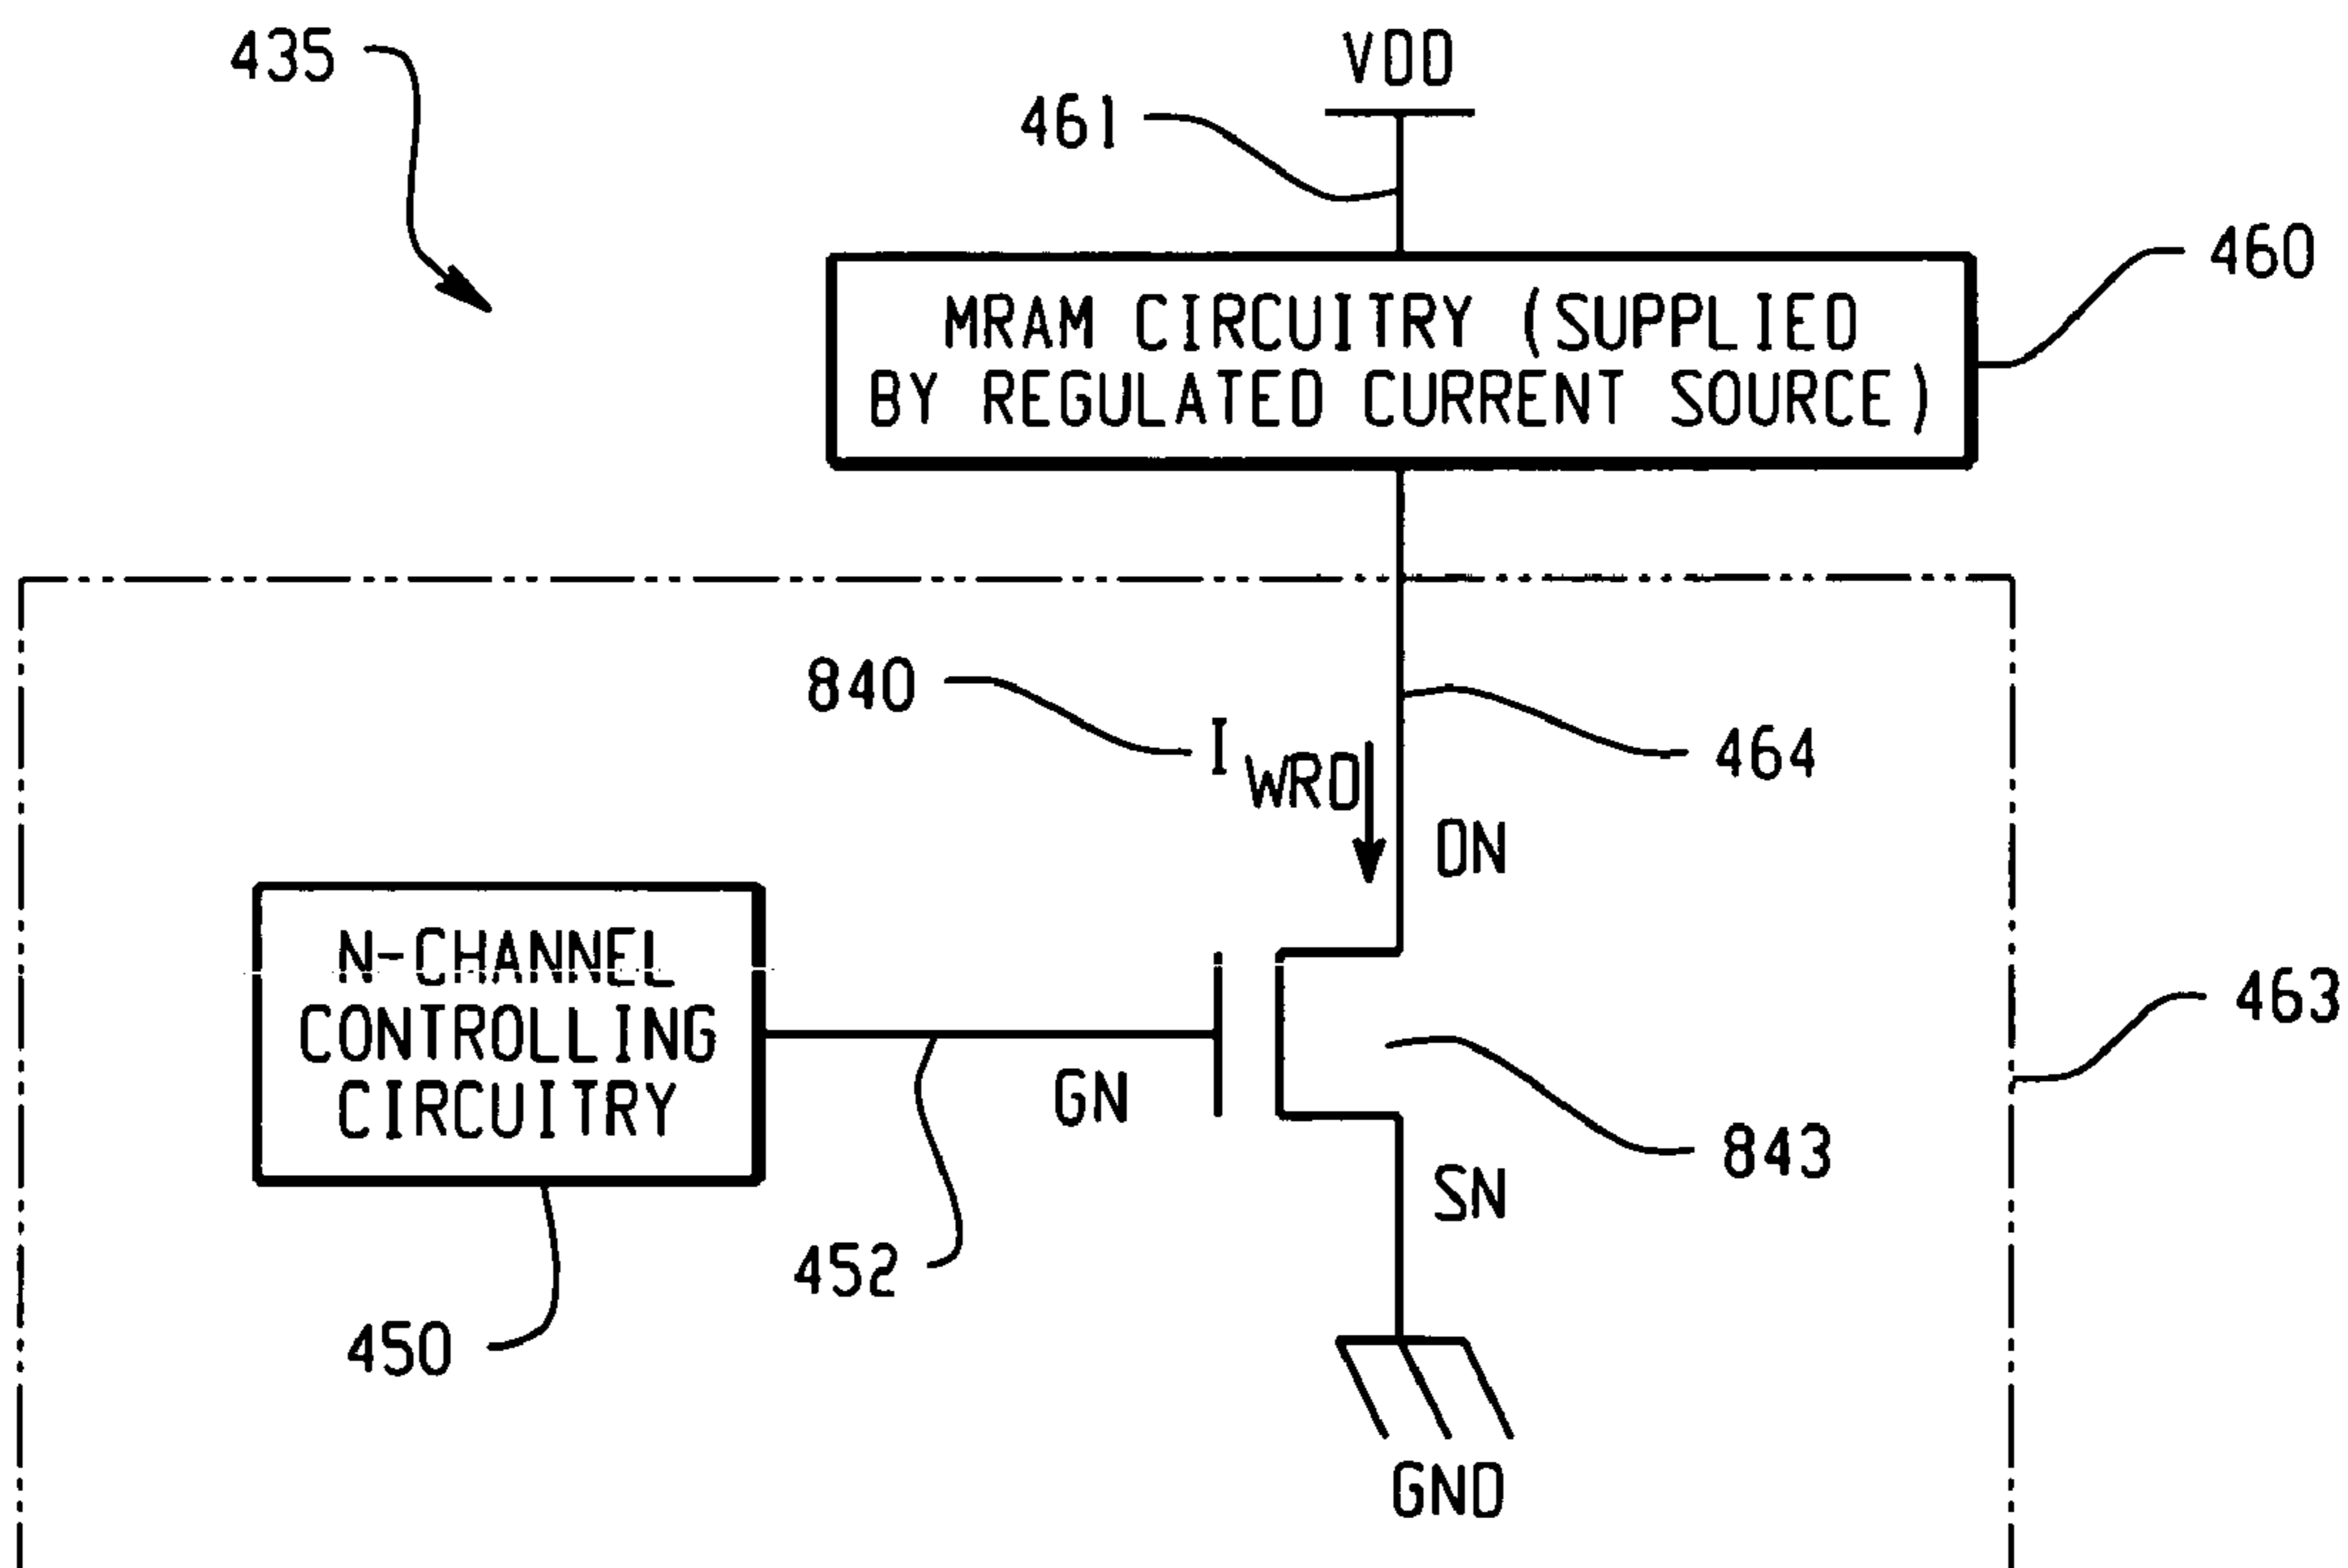 435
VDD
461
460
MRAM CIRCUITRY (SUPPLIED
BY REGULATED CURRENT SOURCE)
840
I WRD
464
DN
N-CHANNEL
CONTROLLING
CIRCUITRY
463
GN
843
SN
452
450
GND